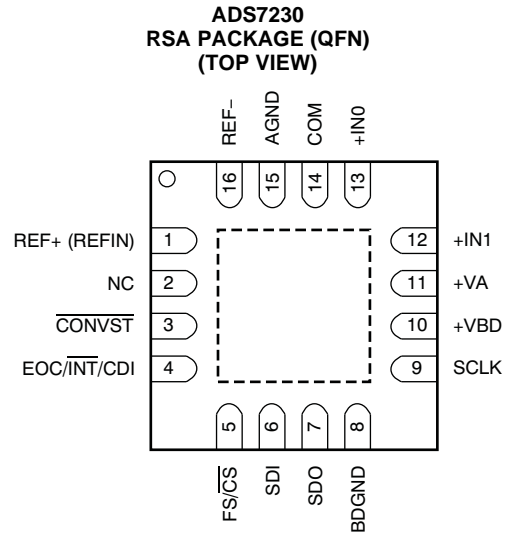 ADS7230
RSA PACKAGE (QFN)
(TOP VIEW)
REF–
AGND
COM
+IN0
16
15
14
13
REF+ (REFIN)
1
12
+IN1
NC
2
11
+VA
CONVST
3
10
+VBD
EOC/INT/CDI
4
9
SCLK
5
6
7
8
FS/CS
SDI
SDO
BDGND